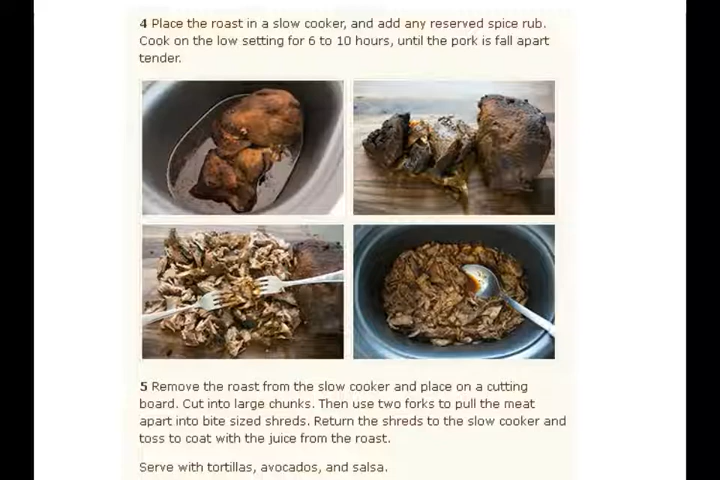 4 Place the roast in a slow cooker, and add any reserved spice rub.
Cook on the low setting for 6 to 10 hours, until the pork is fall apart
tender.
5 Remove the roast from the slow cooker and place on a cutting
board. Cut into large chunks. Then use two forks to pull the meat
apart into bite sized shreds. Return the shreds to the slow cooker and
toss to coat with the juice from the roast.
Serve with tortillas, avocados, and salsa.